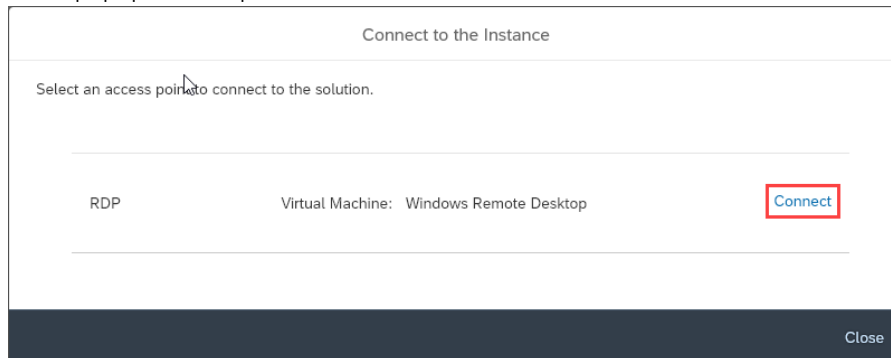 Connect to the Instance
Select an access point to connect to the solution.
RDP Virtual Machine: Windows Remote Desktop Connect
Close